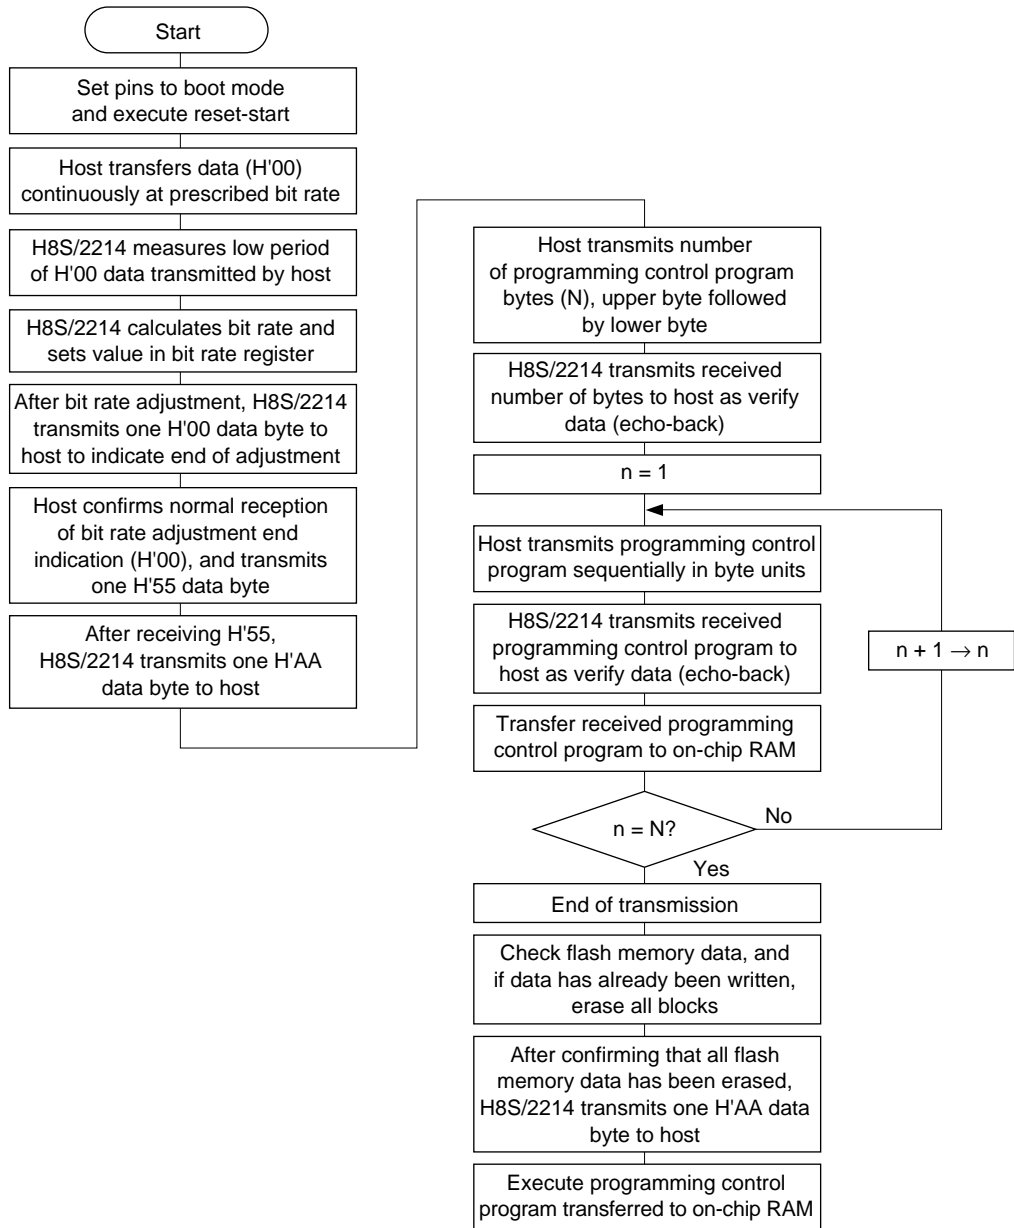 Start
Set pins to boot mode
and execute reset-start
Host transfers data (H'00)
continuously at prescribed bit rate
H8S/2214 measures low period
of H'00 data transmitted by host
H8S/2214 calculates bit rate and
sets value in bit rate register
After bit rate adjustment, H8S/2214
transmits one H'00 data byte to
host to indicate end of adjustment
Host confirms normal reception
of bit rate adjustment end
indication (H'00), and transmits
one H'55 data byte
After receiving H'55,
H8S/2214 transmits one H'AA
data byte to host
Host transmits number
of programming control program
bytes (N), upper byte followed
by lower byte
H8S/2214 transmits received
number of bytes to host as verify
data (echo-back)
n = 1
Host transmits programming control
program sequentially in byte units
H8S/2214 transmits received
programming control program to
host as verify data (echo-back)
n + 1 → n
Transfer received programming
control program to on-chip RAM
n = N?
No
Yes
End of transmission
Check flash memory data, and
if data has already been written,
erase all blocks
After confirming that all flash
memory data has been erased,
H8S/2214 transmits one H'AA data
byte to host
Execute programming control
program transferred to on-chip RAM